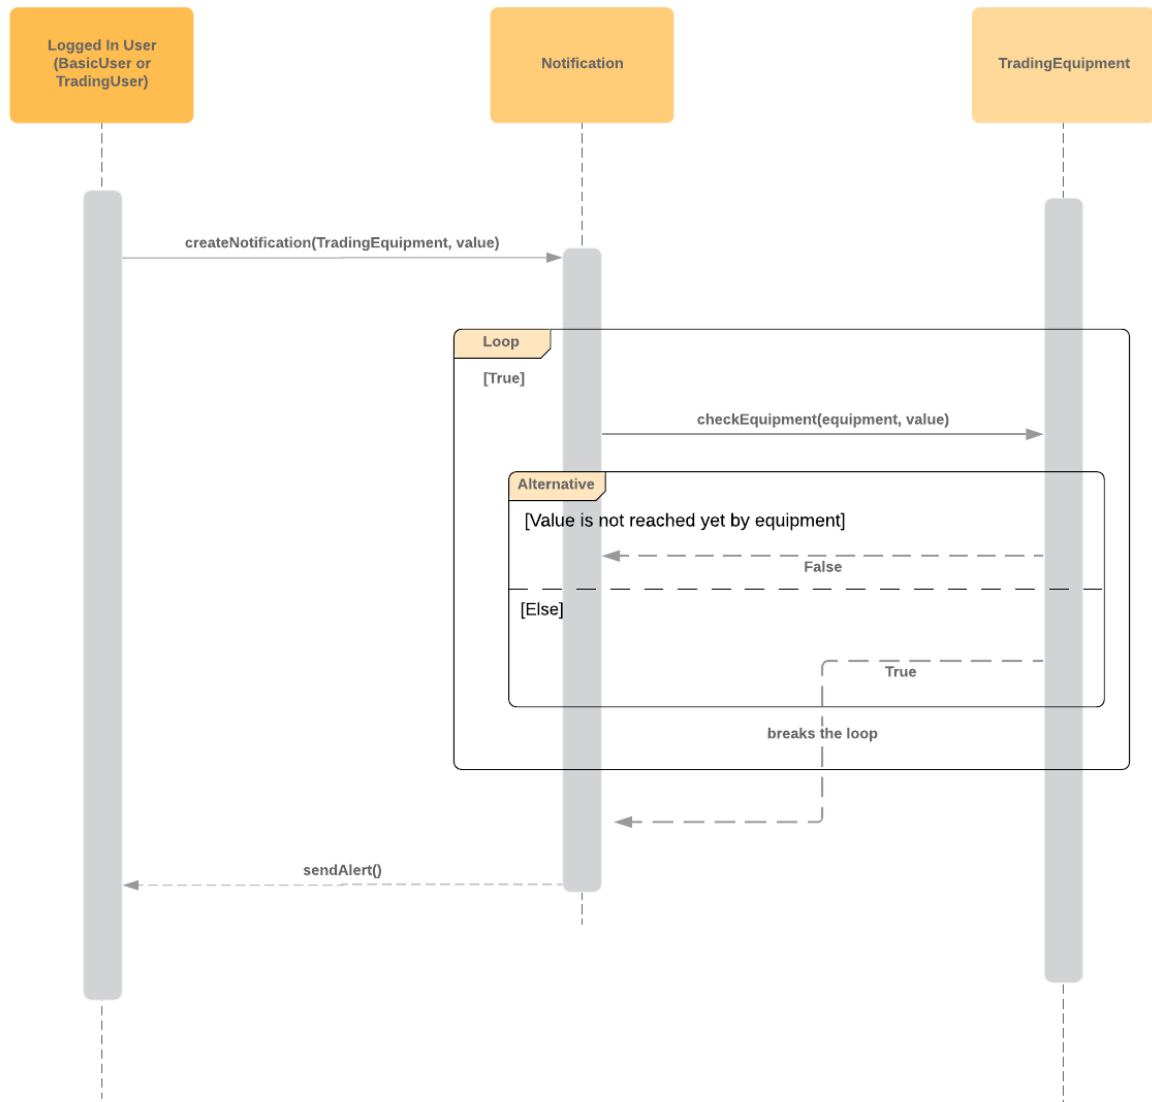 Logged In User
(BasicUser or
TradingUser)
Notification
TradingEquipment
createNotification(TradingEquipment, value)
Loop
[True]
checkEquipment(equipment, value)
Alternative
[Value is not reached yet by equipment]
False
[Else]
True
breaks the loop
sendAlert()